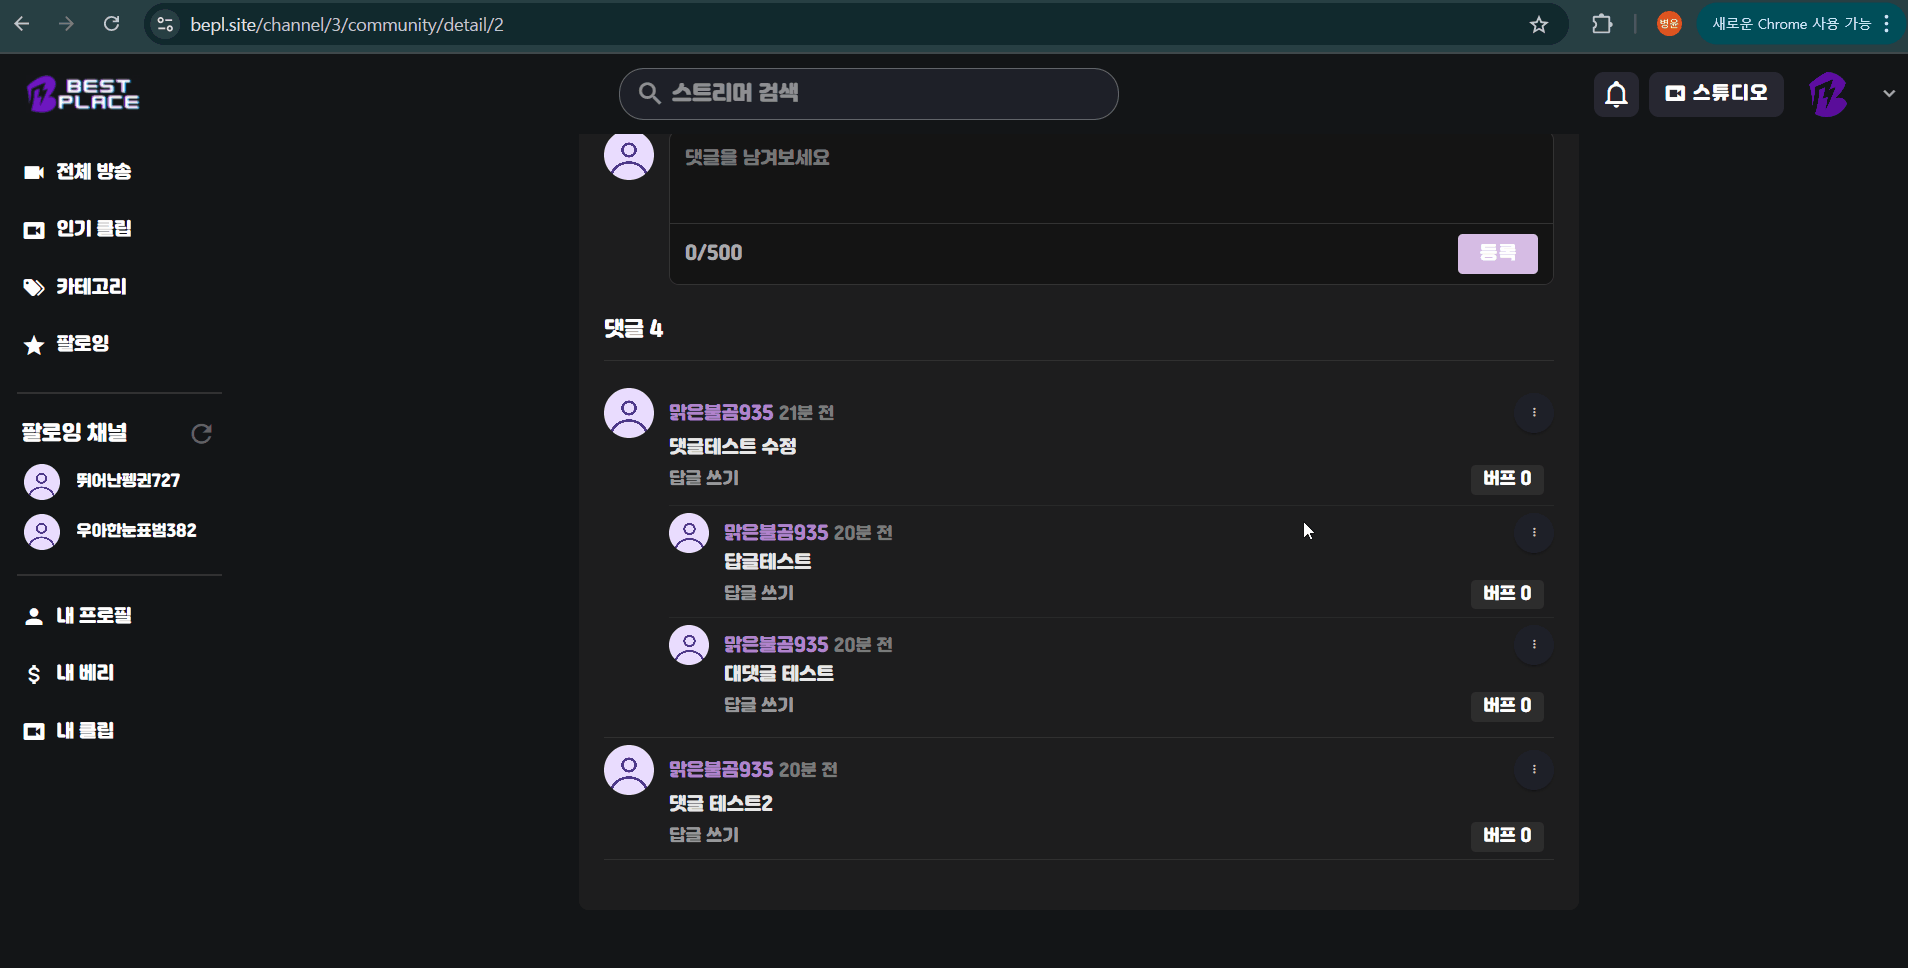 bepl.site/channel/3/community/detail/2
병윤
새로운 Chrome 사용 가능
BEST PLACE
스트리머 검색
스튜디오
전체 방송
인기 클립
카테고리
팔로잉
팔로잉 채널
뛰어난펭귄727
우아한눈표범382
내 프로필
내 베리
내 클립
댓글을 남겨보세요
0/500
등록
댓글 4
맑은불곰935 21분 전
댓글테스트 수정
답글 쓰기
버프 0
맑은불곰935 20분 전
답글테스트
답글 쓰기
버프 0
맑은불곰935 20분 전
대댓글 테스트
답글 쓰기
버프 0
맑은불곰935 20분 전
댓글 테스트2
답글 쓰기
버프 0